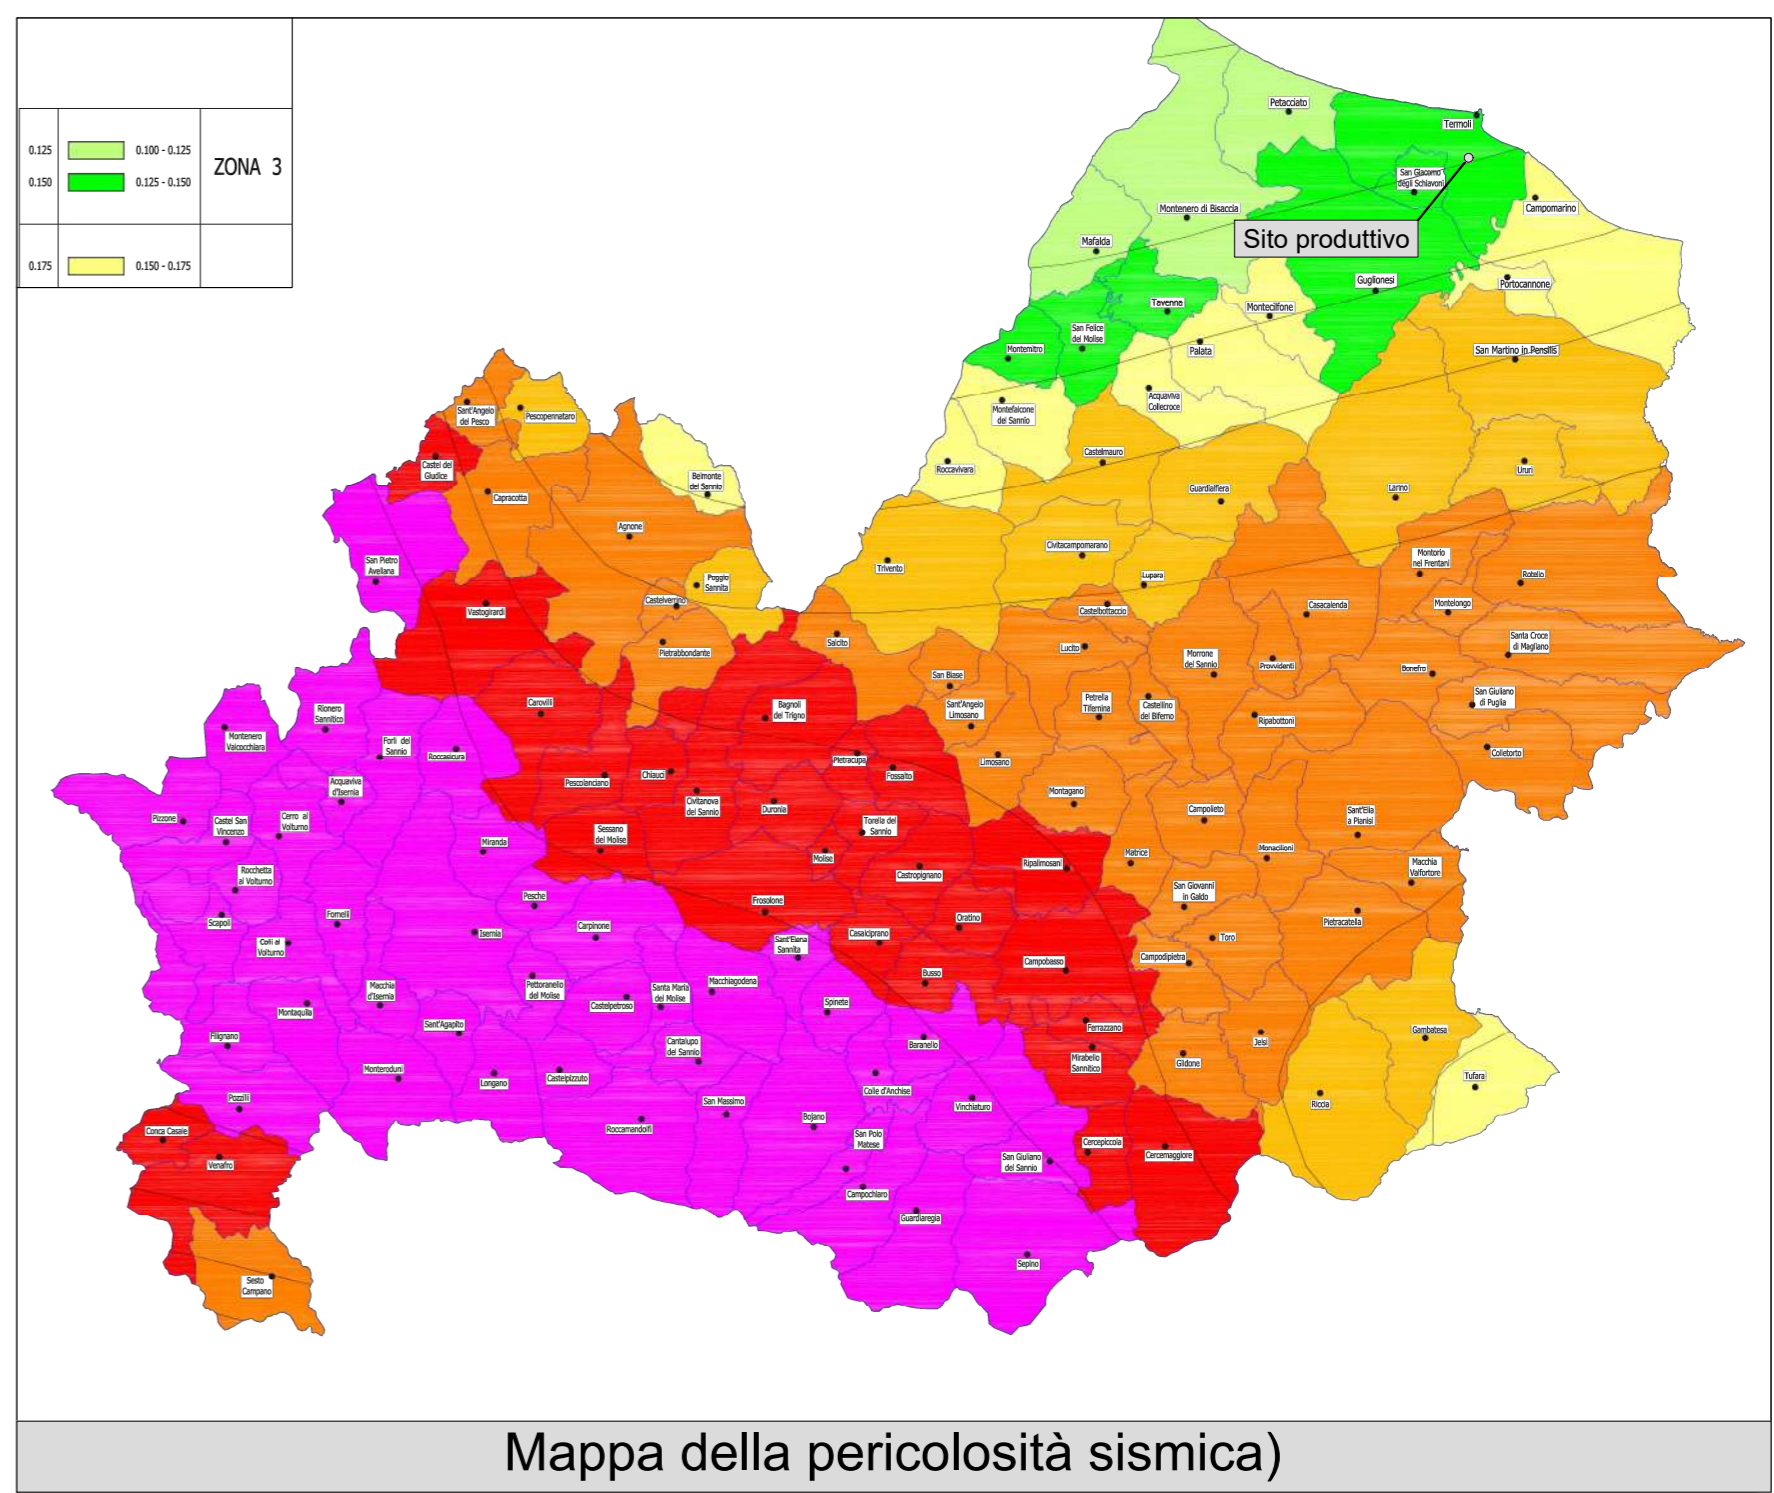 0.125
0.100 - 0.125
0.150
0.125 - 0.150
ZONA 3
0.175
0.150 - 0.175
Petacciato
Termoli
San Giacomo
degli Schiavoni
Campomarino
Montenero di Bisaccia
Sito produttivo
Mafalda
Guglionesi
Portocannone
Tavenna
Montecilfone
San Felice
del Molise
Montemitro
Palata
San Martino in Pensilis
Acquaviva
Collecroce
Montefalcone
del Sannio
Sant'Angelo
del Pesco
Pescopennataro
Castel del
Giudice
Castelmauro
Roccavivara
Ururi
Belmonte
del Sannio
Capracotta
Guardialfiera
Larino
Agnone
Civitacampomarano
Montorio
nel Frentani
San Pietro
Avellana
Trivento
Lupara
Rotello
Poggio
Sannita
Castelverrino
Vastogirardi
Castelbottaccio
Casacalenda
Montelongo
Salcito
Santa Croce
di Magliano
Pietrabbondante
Lucito
Morrone
del Sannio
Provvidenti
Bonefro
San Biase
San Giuliano
di Puglia
Carovilli
Bagnoli
del Trigno
Sant'Angelo
Limosano
Petrella
Tifernina
Castellino
del Biferno
Ripabottoni
Rionero
Sannitico
Montenero
Valcocchiara
Forlì del
Sannio
Roccasicura
Colletorto
Pietracupa
Fossalto
Limosano
Pescolanciano
Chiauci
Acquaviva
d'Isernia
Montagano
Civitanova
del Sannio
Duronia
Campolieto
Sant'Elia
a Pianisi
Pizzone
Castel San
Vincenzo
Cerro al
Volturno
Sessano
del Molise
Torella del
Sannio
Miranda
Molise
Ripalimosani
Matrice
Monacilioni
Macchia
Valfortore
Rocchetta
al Volturno
Castropignano
San Giovanni
in Galdo
Pesche
Frosolone
Scapoli
Fornelli
Carpinone
Oratino
Pietracatella
Isernia
Casalciprano
Toro
Colli al
Volturno
Sant'Elena
Sannita
Campodipietra
Campobasso
Busso
Macchia
d'Isernia
Pettoranello
del Molise
Santa Maria
del Molise
Macchiagodena
Castelpetroso
Spinete
Montaquila
Sant'Agapito
Ferrazzano
Gambatesa
Filignano
Cantalupo
del Sannio
Baranello
Jelsi
Monteroduni
Mirabello
Sannitico
Gildone
Tufara
Longano
Castelpizzuto
Colle d'Anchise
Pozzilli
San Massimo
Vinchiaturo
Riccia
Bojano
Roccamandolfi
Conca Casale
San Polo
Matese
Cercepiccola
Cercemaggiore
Venafro
San Giuliano
del Sannio
Campochiaro
Guardiaregia
Sepino
Sesto
Campano
Mappa della pericolosità sismica)